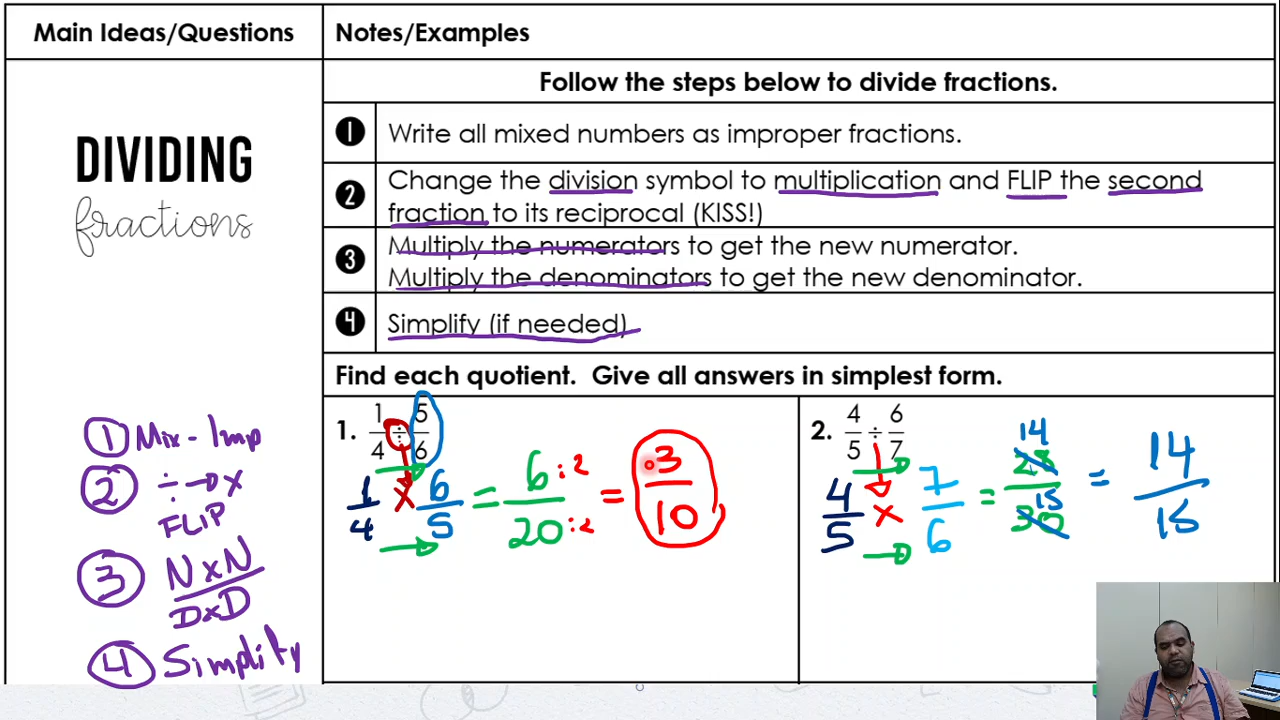 Main Ideas/Questions
Notes/Examples
DIVIDING
fractions
Follow the steps below to divide fractions.
1 Write all mixed numbers as improper fractions.
2 Change the division symbol to multiplication and FLIP the second
fraction to its reciprocal (KISS!)
3 Multiply the numerators to get the new numerator.
Multiply the denominators to get the new denominator.
4 Simplify (if needed)
Find each quotient. Give all answers in simplest form.
1. 1/4 ÷ 5/6
1/4 x 6/5 = 6/20 :2 :2 = 3/10
2. 4/5 ÷ 6/7
4/5 x 7/6 = 28/30 14 15 = 14/15
1 Mix - Imp
2 ÷ → x
FLIP
3 N x N
D x D
4 Simplity